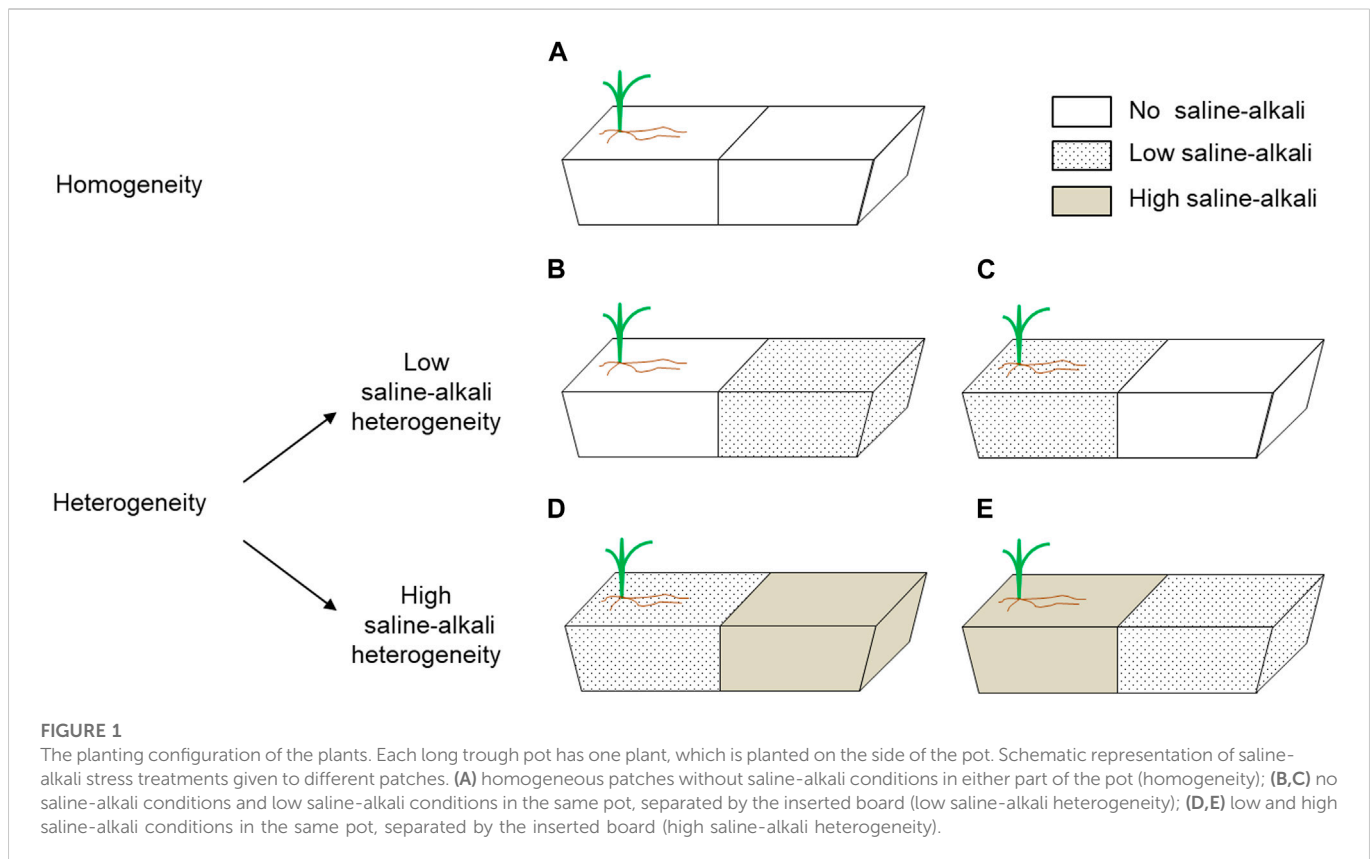 A
No saline-alkali
Low saline-alkali
High saline-alkali
Homogeneity
B
C
Low
saline-alkali
heterogeneity
Heterogeneity
D
E
High
saline-alkali
heterogeneity
FIGURE 1
The planting configuration of the plants. Each long trough pot has one plant, which is planted on the side of the pot. Schematic representation of saline-
alkali stress treatments given to different patches. (A) homogeneous patches without saline-alkali conditions in either part of the pot (homogeneity); (B,C) no
saline-alkali conditions and low saline-alkali conditions in the same pot, separated by the inserted board (low saline-alkali heterogeneity); (D,E) low and high
saline-alkali conditions in the same pot, separated by the inserted board (high saline-alkali heterogeneity).